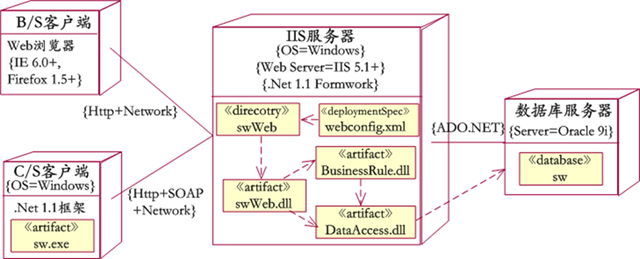 B/S客户端
Web浏览器
{IE 6.0+,
Firefox 1.5+}
{Http+Network}
C/S客户端
{OS=Windows}
.Net 1.1框架
«artifact»
sw.exe
{Http+SOAP
+Network}
IIS服务器
{OS=Windows}
{Web Server=IIS 5.1+}
{.Net 1.1 Formwork}
«direcotry»
swWeb
«deploymentSpec»
webconfig.xml
«artifact»
BusinessRule.dll
«artifact»
swWeb.dll
«artifact»
DataAccess.dll
{ADO.NET}
数据库服务器
{Server=Oracle 9i}
«database»
sw